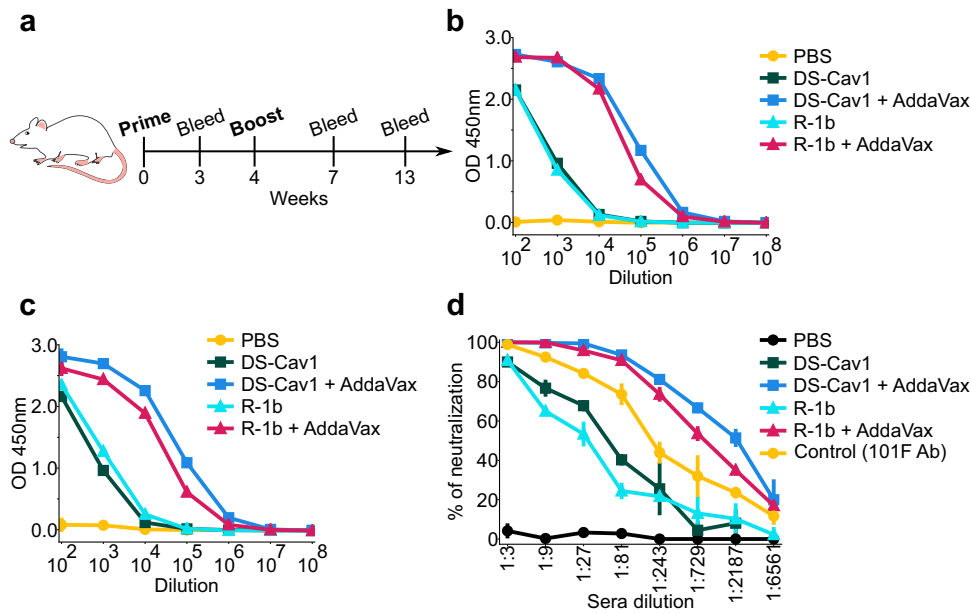 a
Prime
Bleed
Boost
Bleed
Bleed
0 3 4 7 13
Weeks
b
3.0
2.0
1.0
0.0
OD 450nm
10^2 10^3 10^4 10^5 10^6 10^7 10^8
Dilution
PBS
DS-Cav1
DS-Cav1 + AddaVax
R-1b
R-1b + AddaVax
c
3.0
2.0
1.0
0.0
OD 450nm
10^2 10^3 10^4 10^5 10^6 10^7 10^8
Dilution
PBS
DS-Cav1
DS-Cav1 + AddaVax
R-1b
R-1b + AddaVax
d
100
80
60
40
20
0
% of neutralization
1:3 1:9 1:27 1:81 1:243 1:729 1:2187 1:6561
Sera dilution
PBS
DS-Cav1
DS-Cav1 + AddaVax
R-1b
R-1b + AddaVax
Control (101F Ab)